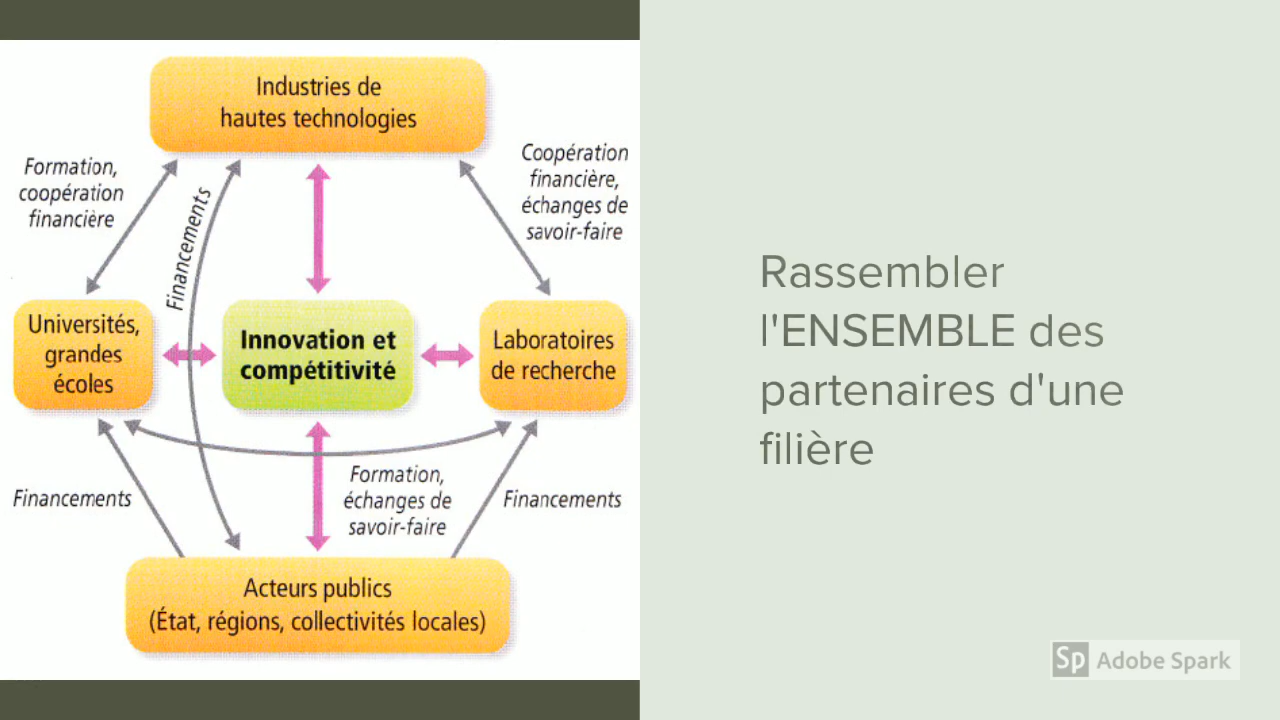 Industries de
hautes technologies
Formation,
coopération
financière
Financements
Coopération
financière,
échanges de
savoir-faire
Universités,
grandes
écoles
Innovation et
compétitivité
Laboratoires
de recherche
Financements
Formation,
échanges de
savoir-faire
Financements
Acteurs publics
(État, régions, collectivités locales)
Rassembler
l'ENSEMBLE des
partenaires d'une
filière
Sp Adobe Spark